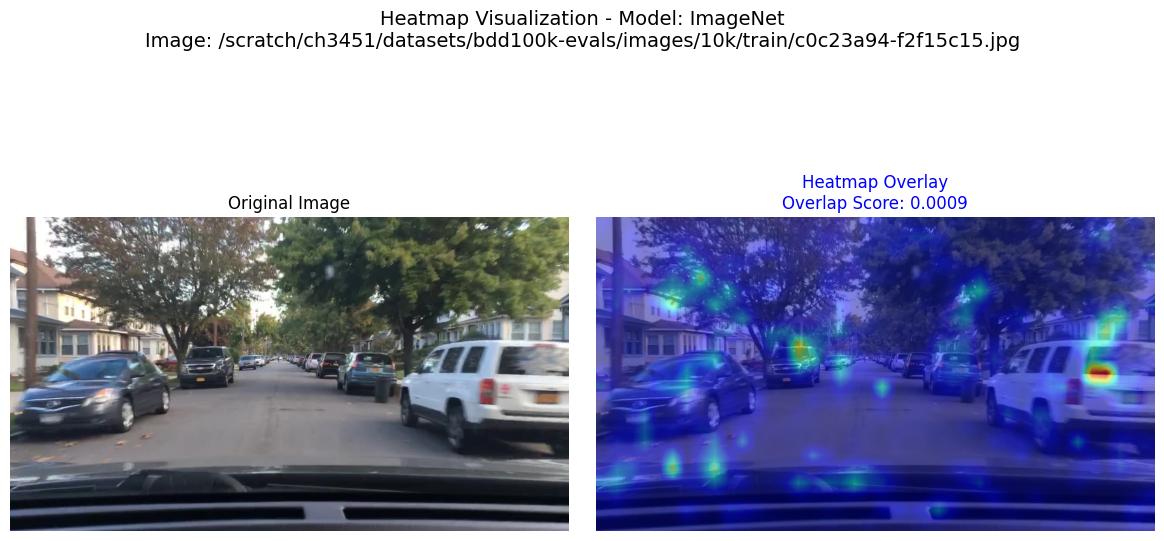 Heatmap Visualization - Model: ImageNet
Image: /scratch/ch3451/datasets/bdd100k-evals/images/10k/train/c0c23a94-f2f15c15.jpg
Original Image
Heatmap Overlay
Overlap Score: 0.0009